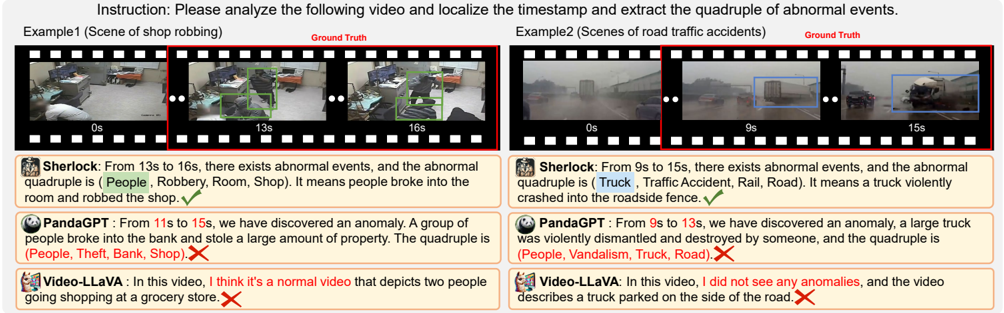 Instruction: Please analyze the following video and localize the timestamp and extract the quadruple of abnormal events.
Example1 (Scene of shop robbing)
Ground Truth
0s
13s
16s
Sherlock: From 13s to 16s, there exists abnormal events, and the abnormal
quadruple is ( People , Robbery, Room, Shop). It means people broke into the
room and robbed the shop.
PandaGPT : From 11s to 15s, we have discovered an anomaly. A group of
people broke into the bank and stole a large amount of property. The quadruple is
(People, Theft, Bank, Shop).
Video-LLaVA : In this video, I think it's a normal video that depicts two people
going shopping at a grocery store.
Example2 (Scenes of road traffic accidents)
Ground Truth
0s
9s
15s
Sherlock: From 9s to 15s, there exists abnormal events, and the abnormal
quadruple is ( Truck , Traffic Accident, Rail, Road). It means a truck violently
crashed into the roadside fence.
PandaGPT : From 9s to 13s, we have discovered an anomaly, a large truck
was violently dismantled and destroyed by someone, and the quadruple is
(People, Vandalism, Truck, Road).
Video-LLaVA: In this video, I did not see any anomalies, and the video
describes a truck parked on the side of the road.